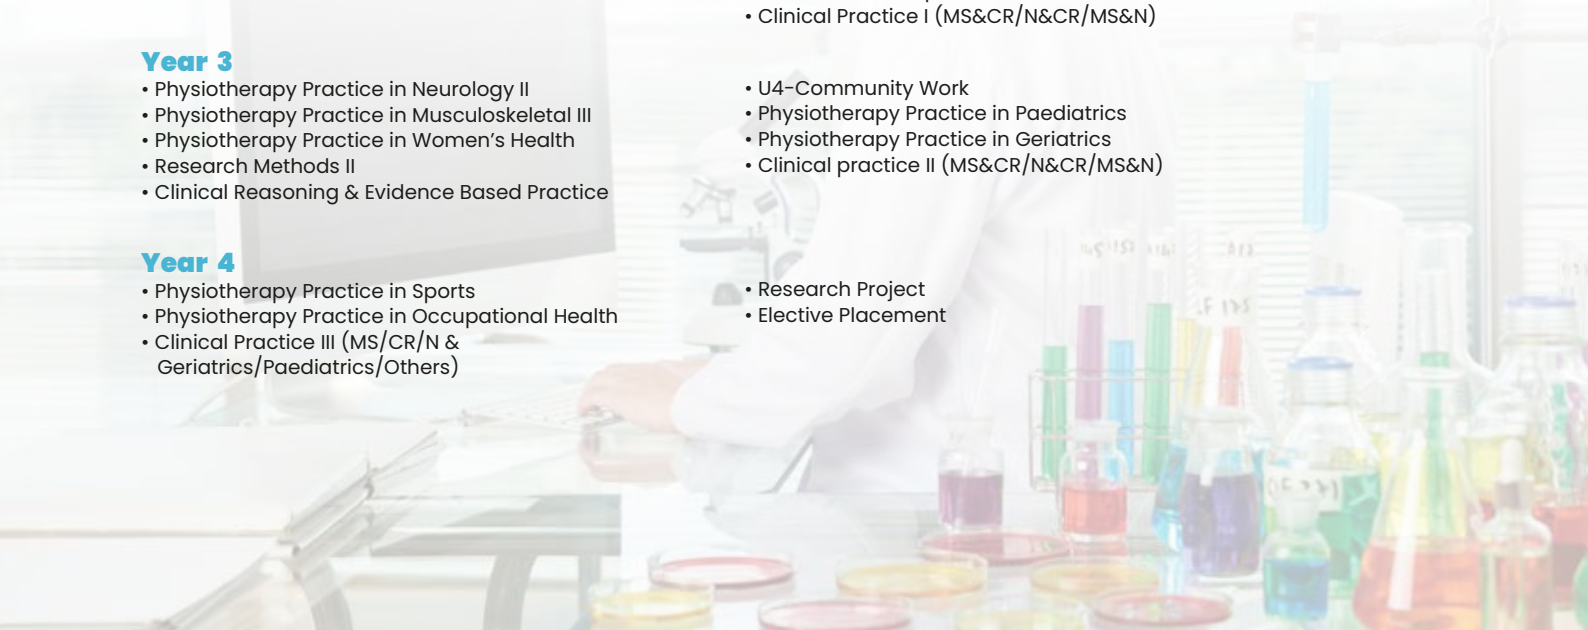 • Clinical Practice I (MS&CR/N&CR/MS&N)
Year 3
• Physiotherapy Practice in Neurology II
• Physiotherapy Practice in Musculoskeletal III
• Physiotherapy Practice in Women’s Health
• Research Methods II
• Clinical Reasoning & Evidence Based Practice
• U4-Community Work
• Physiotherapy Practice in Paediatrics
• Physiotherapy Practice in Geriatrics
• Clinical practice II (MS&CR/N&CR/MS&N)
Year 4
• Physiotherapy Practice in Sports
• Physiotherapy Practice in Occupational Health
• Clinical Practice III (MS/CR/N &
Geriatrics/Paediatrics/Others)
• Research Project
• Elective Placement